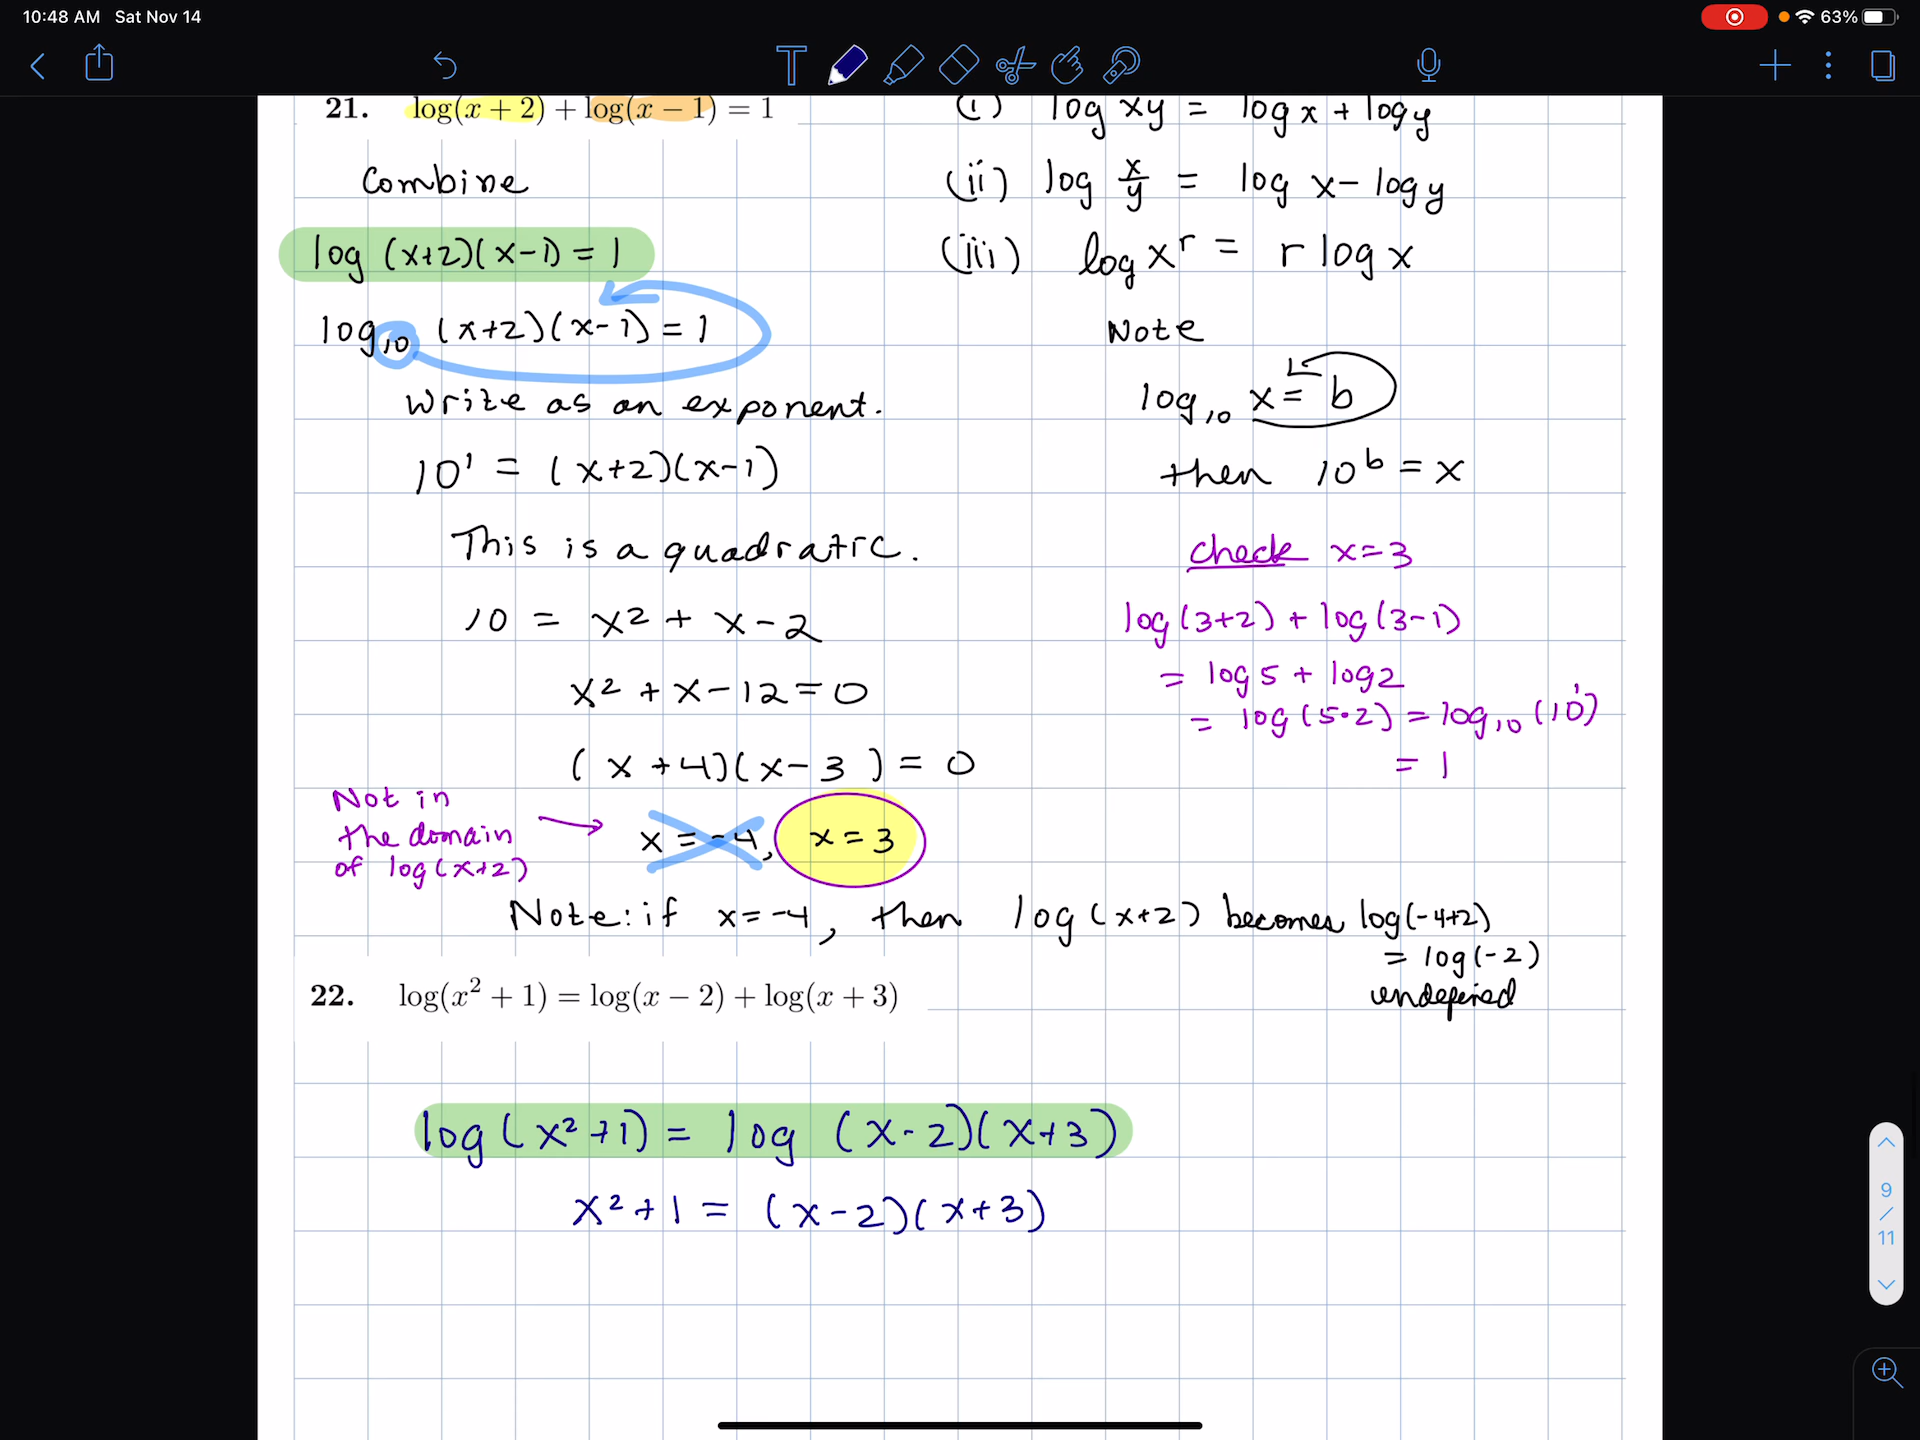 10:48 AM Sat Nov 14
63%
21. log(x + 2) + log(x − 1) = 1
Combine
log (x+2)(x-1) = 1
log₁₀ (x+2)(x-1) = 1
Write as an exponent.
10¹ = (x+2)(x-1)
This is a quadratic.
10 = x² + x - 2
x² + x - 12 = 0
(x + 4)(x - 3) = 0
Not in
the domain
of log(x+2)
x = -4, x = 3
Note: if x = -4, then log(x+2) becomes log(-4+2)
= log(-2)
undefined
(i) log xy = log x + log y
(ii) log x/y = log x - log y
(iii) log xʳ = r log x
Note
log₁₀ x = b
then 10ᵇ = x
check x = 3
log(3+2) + log(3-1)
= log 5 + log 2
= log(5·2) = log₁₀(10¹)
= 1
22. log(x² + 1) = log(x − 2) + log(x + 3)
log(x²+1) = log (x-2)(x+3)
x² + 1 = (x-2)(x+3)
9
/
11